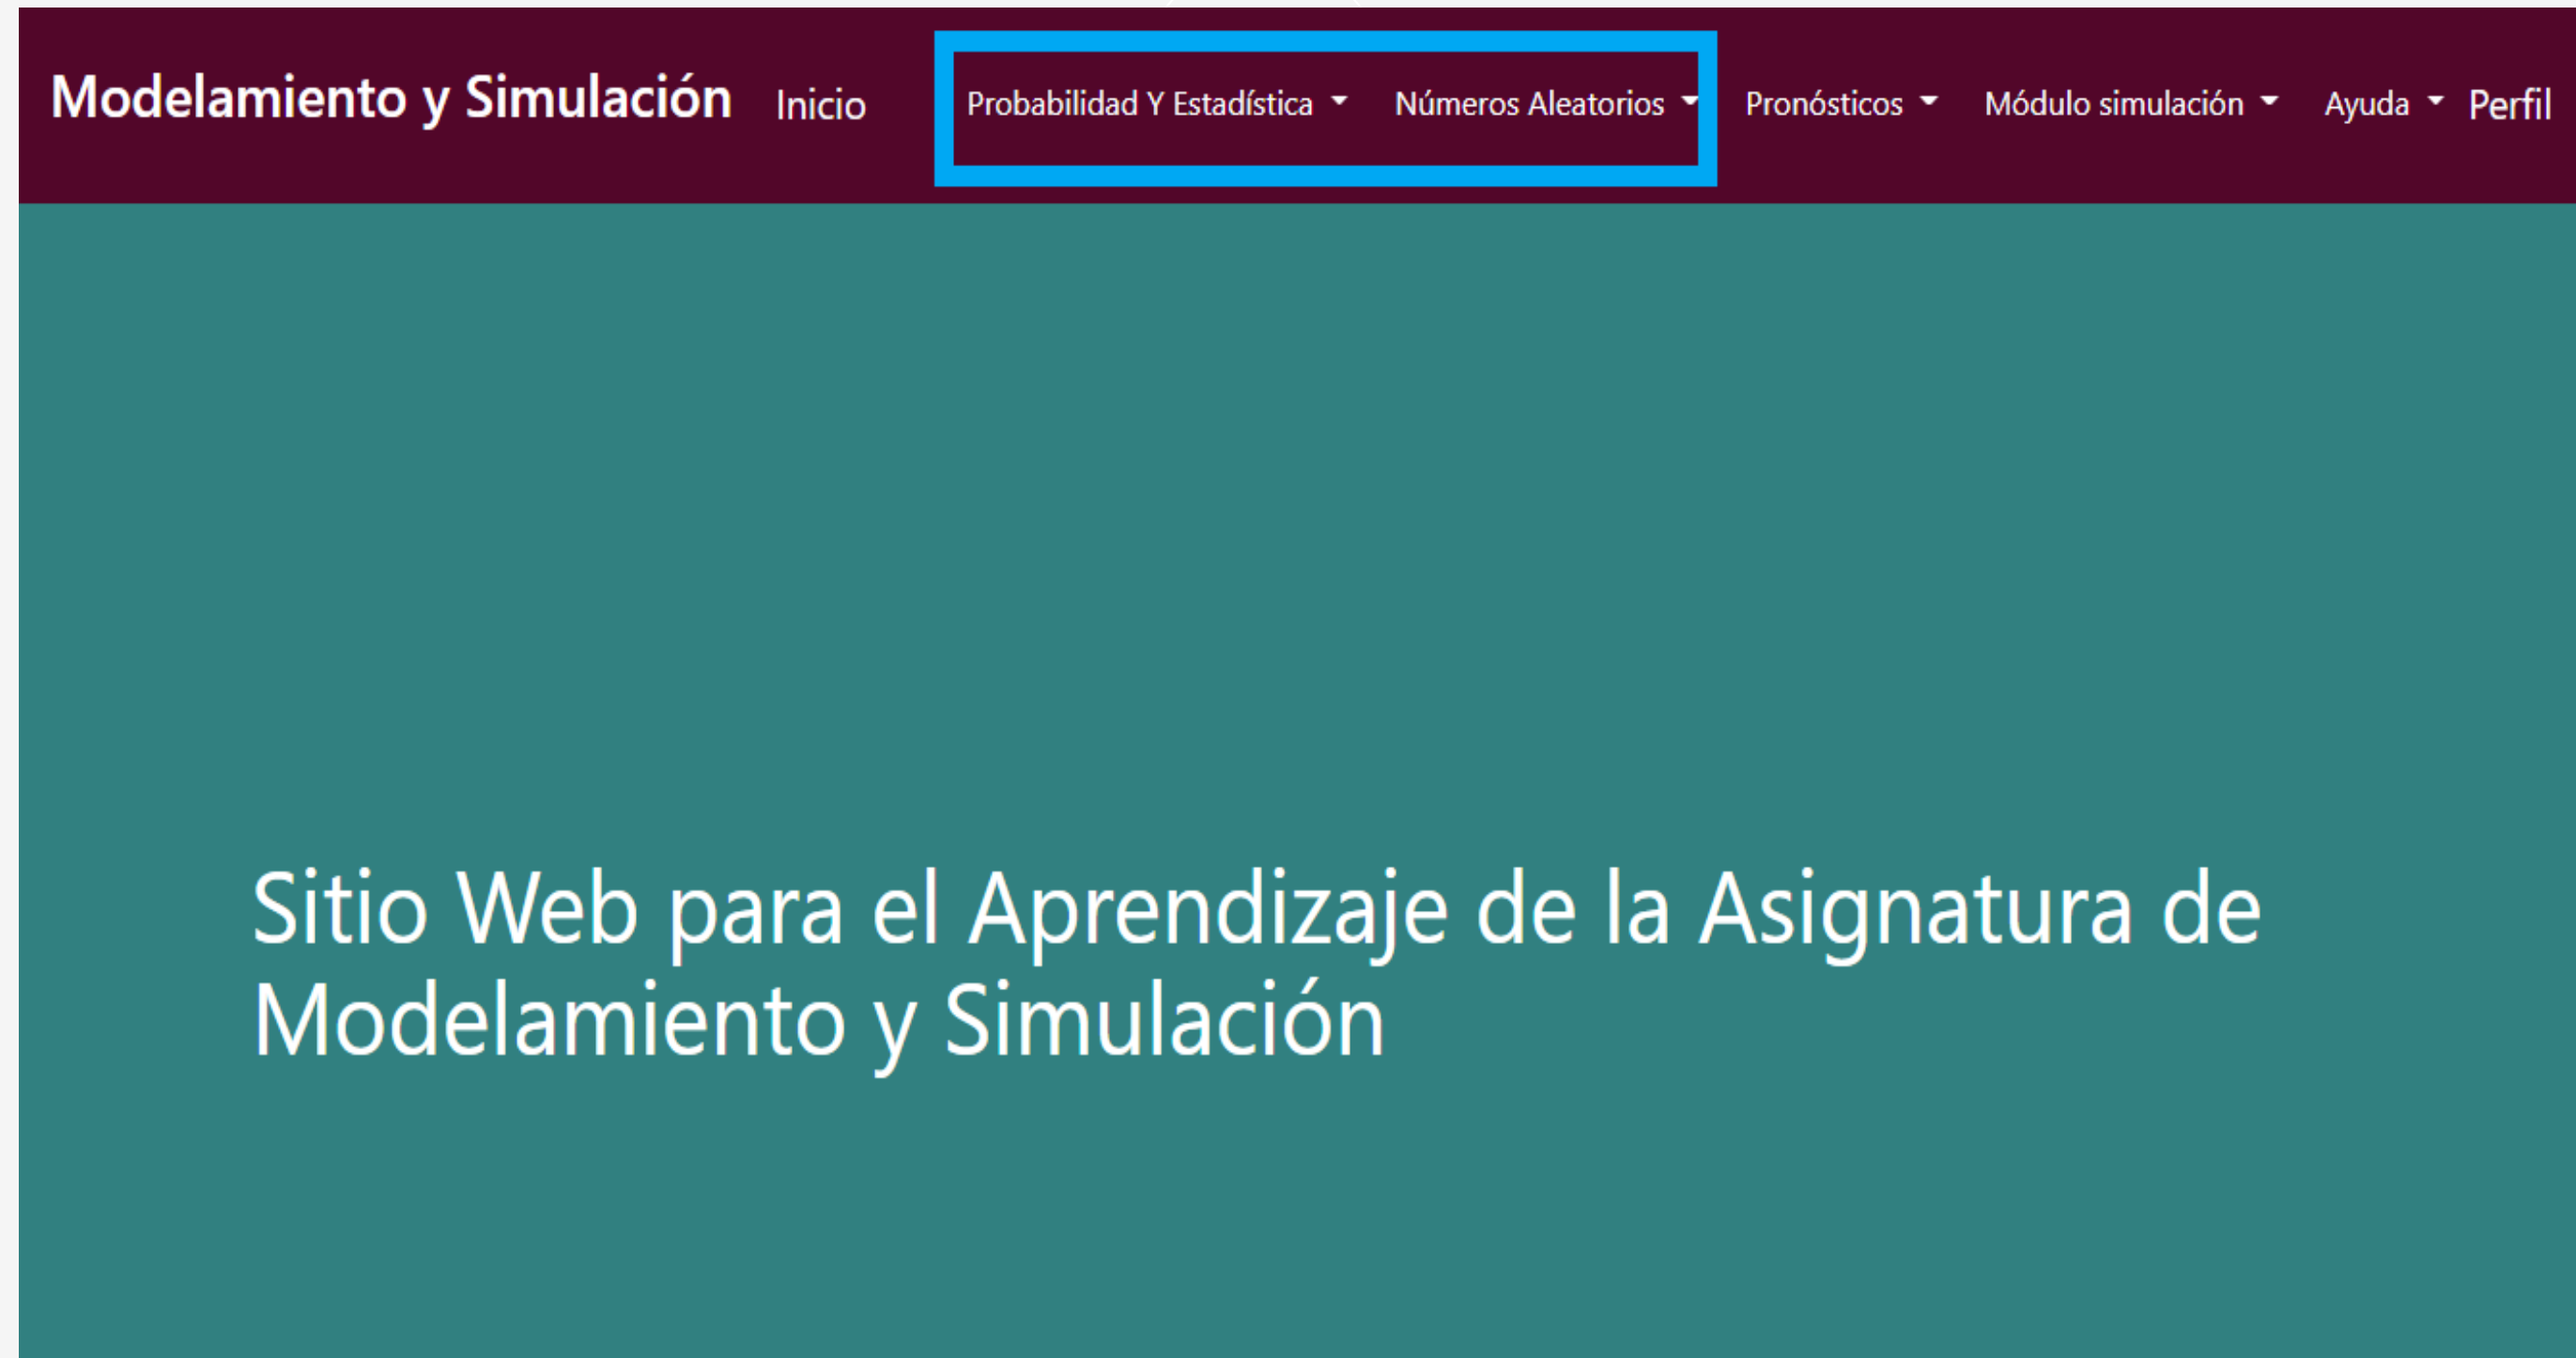 Modelamiento y Simulación Inicio Probabilidad Y Estadística Números Aleatorios Pronósticos Módulo simulación Ayuda Perfil
Sitio Web para el Aprendizaje de la Asignatura de
Modelamiento y Simulación